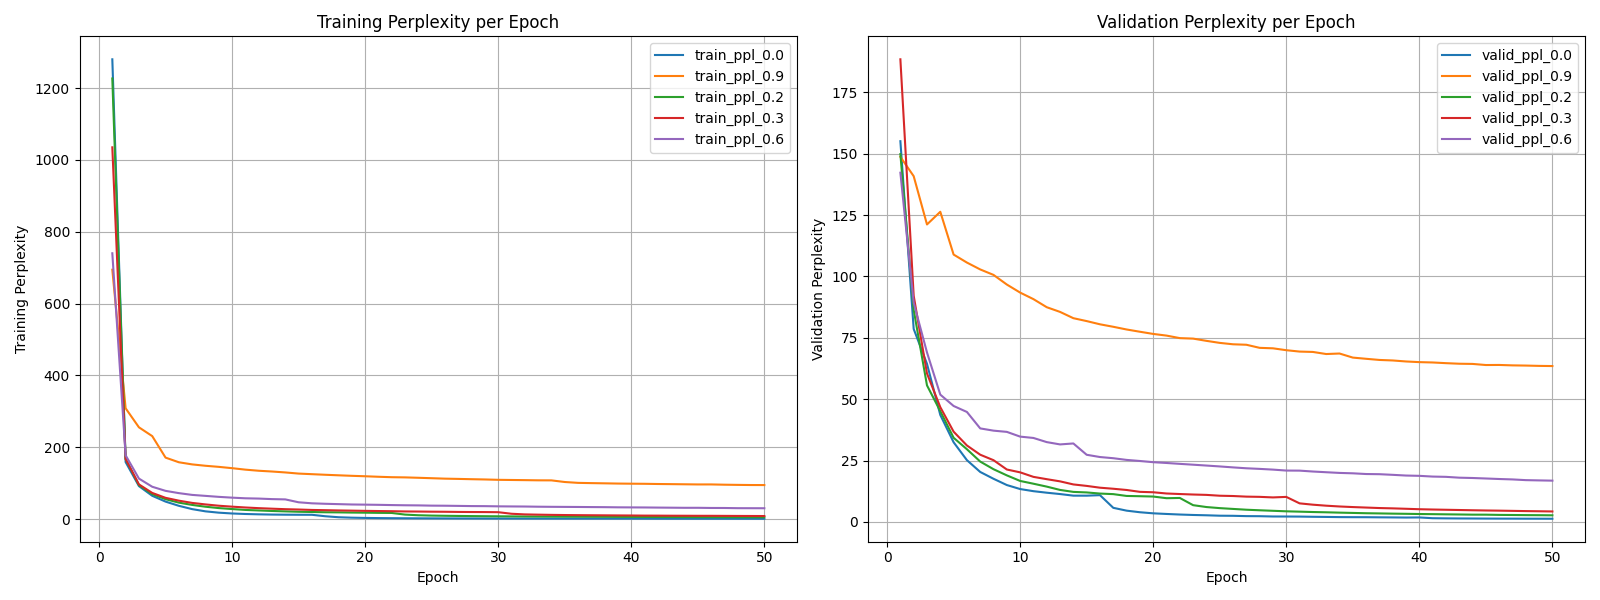 Training Perplexity per Epoch
Training Perplexity
1200
1000
800
600
400
200
0
0 10 20 30 40 50
Epoch
train_ppl_0.0
train_ppl_0.9
train_ppl_0.2
train_ppl_0.3
train_ppl_0.6
Validation Perplexity per Epoch
Validation Perplexity
175
150
125
100
75
50
25
0
0 10 20 30 40 50
Epoch
valid_ppl_0.0
valid_ppl_0.9
valid_ppl_0.2
valid_ppl_0.3
valid_ppl_0.6